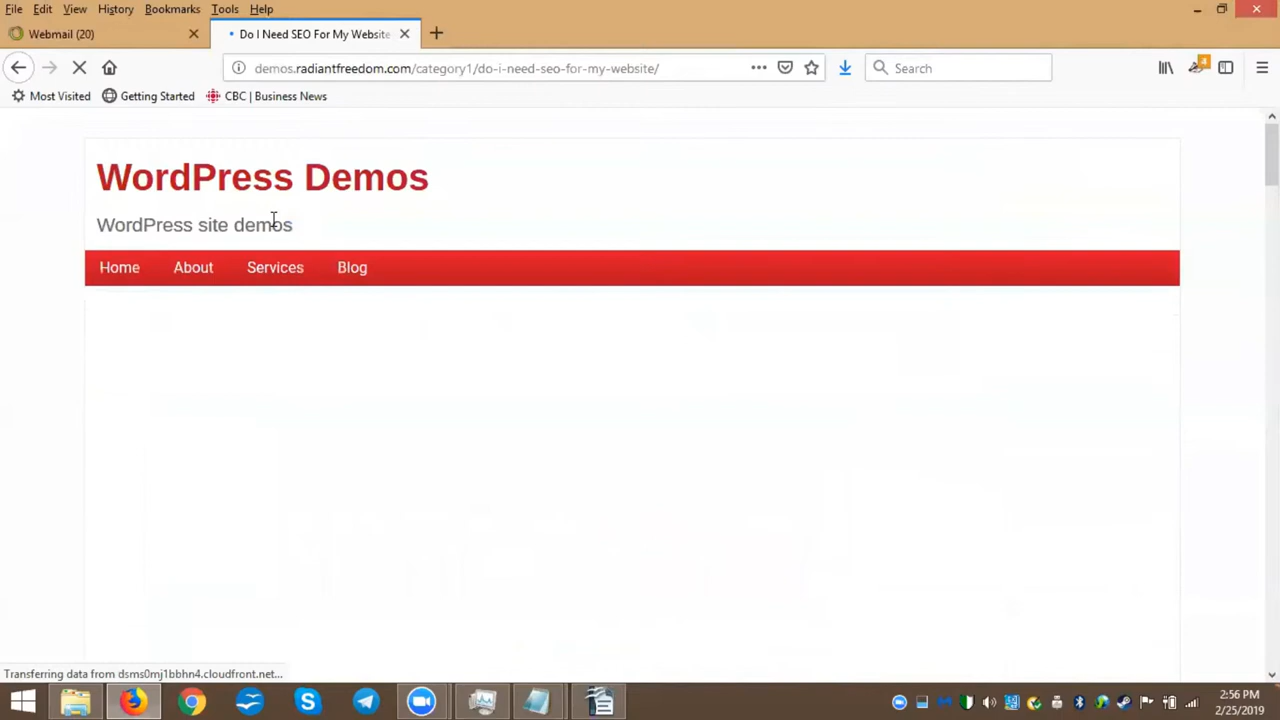 File Edit View History Bookmarks Tools Help
Webmail (20) Do I Need SEO For My Website
demos.radiantfreedom.com/category1/do-i-need-seo-for-my-website/ Search 4
Most Visited Getting Started CBC | Business News
WordPress Demos
WordPress site demos
Home About Services Blog
Transferring data from dsms0mj1bbhn4.cloudfront.net...
2:56 PM
2/25/2019